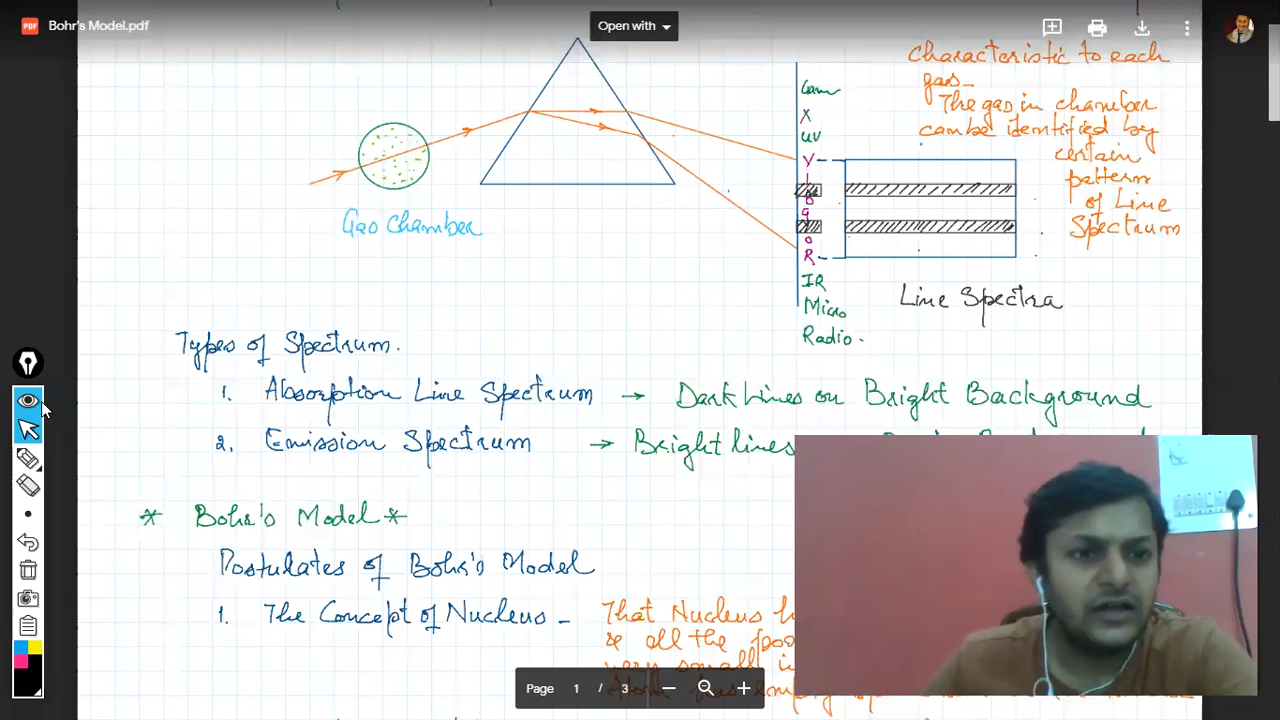 Bohr's Model.pdf
Open with
Characteristic to each
gas-
The gas in chamber
can be identified by
certain
pattern
of Line
Spectrum
Gam
X
UV
V
I
B
G
O
R
IR
Micro
Radio.
Gas Chamber
Line Spectra
Types of Spectrum.
1. Absorption Line Spectrum → Dark Lines on Bright Background
2. Emission Spectrum → Bright lines
* Bohr's Model *
Postulates of Bohr's Model
1. The Concept of Nucleus - That Nucleus
& all the
very small
Page 1 / 3